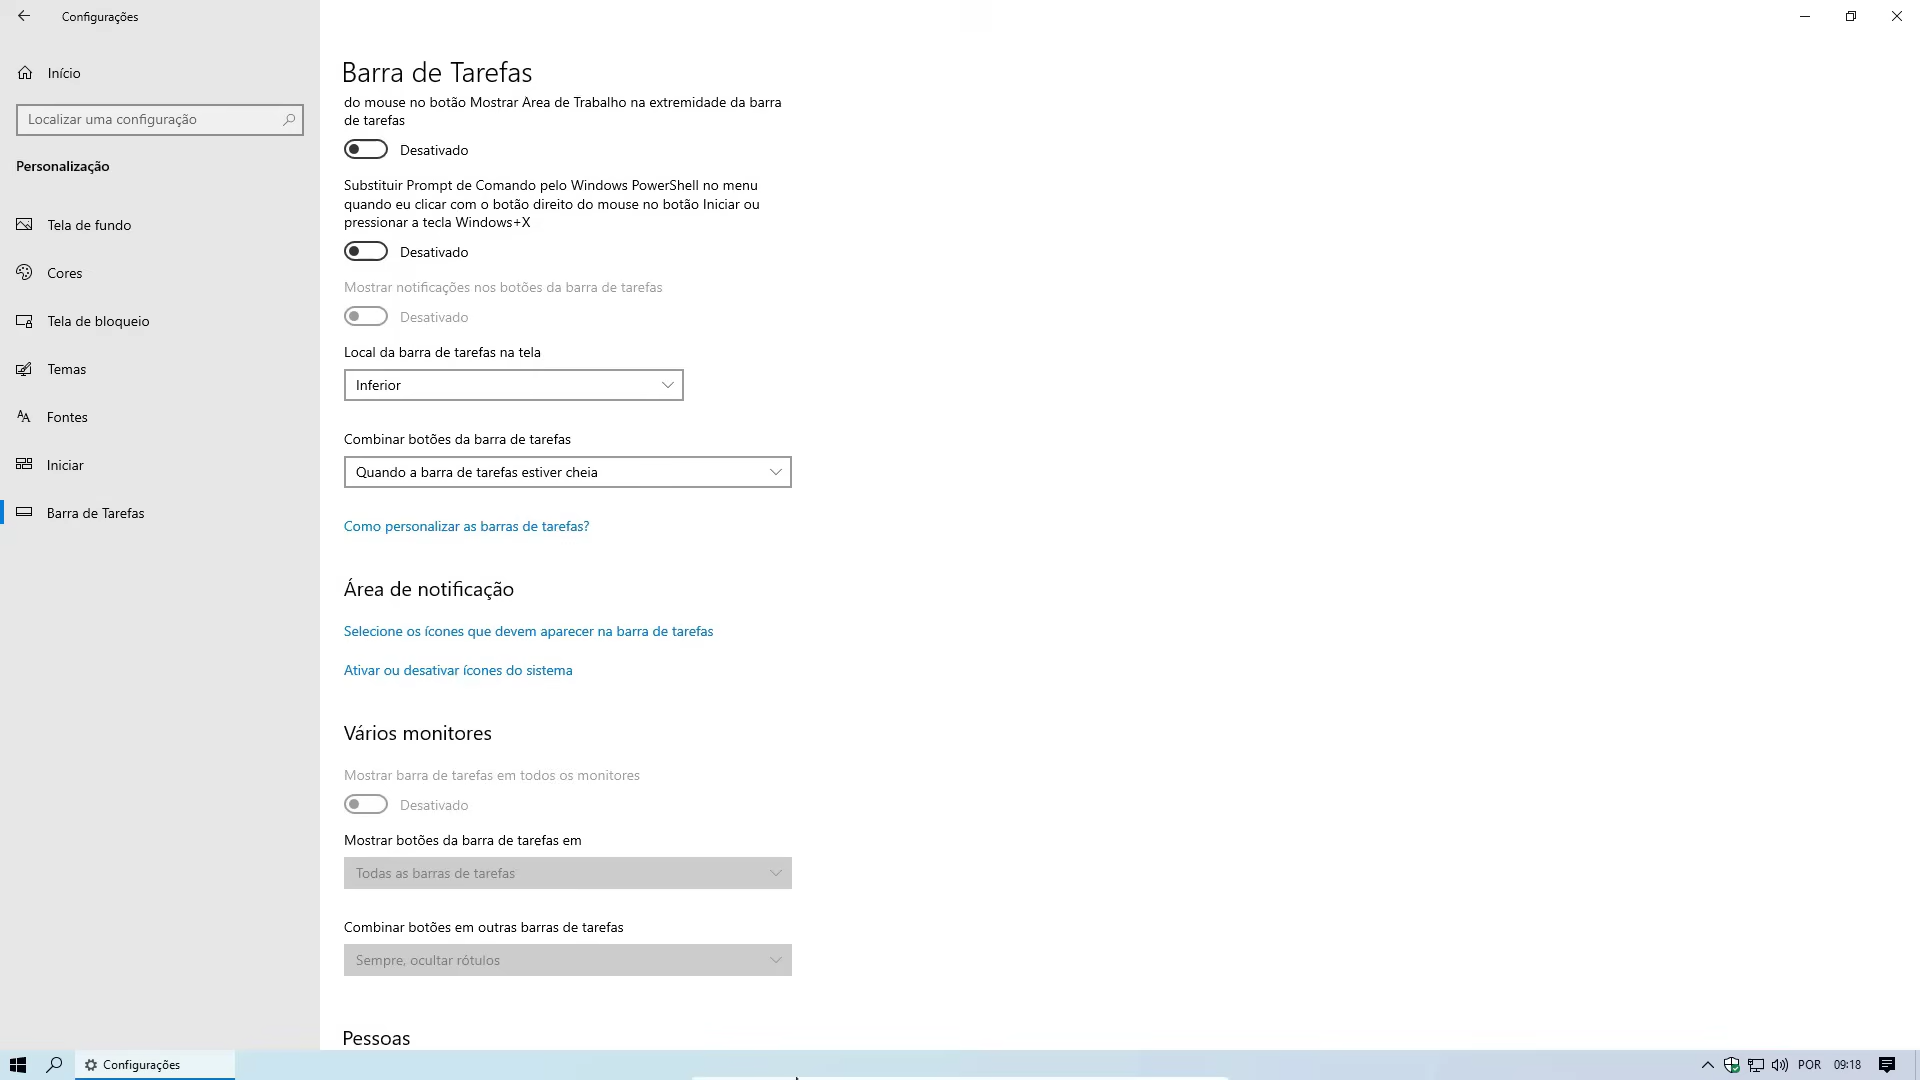 Configurações
Início
Localizar uma configuração
Personalização
Tela de fundo
Cores
Tela de bloqueio
Temas
Fontes
Iniciar
Barra de Tarefas
Barra de Tarefas
do mouse no botão Mostrar Area de Trabalho na extremidade da barra
de tarefas
Desativado
Substituir Prompt de Comando pelo Windows PowerShell no menu
quando eu clicar com o botão direito do mouse no botão Iniciar ou
pressionar a tecla Windows+X
Desativado
Mostrar notificações nos botões da barra de tarefas
Desativado
Local da barra de tarefas na tela
Inferior
Combinar botões da barra de tarefas
Quando a barra de tarefas estiver cheia
Como personalizar as barras de tarefas?
Área de notificação
Selecione os ícones que devem aparecer na barra de tarefas
Ativar ou desativar ícones do sistema
Vários monitores
Mostrar barra de tarefas em todos os monitores
Desativado
Mostrar botões da barra de tarefas em
Todas as barras de tarefas
Combinar botões em outras barras de tarefas
Sempre, ocultar rótulos
Pessoas
Configurações
POR
09:18